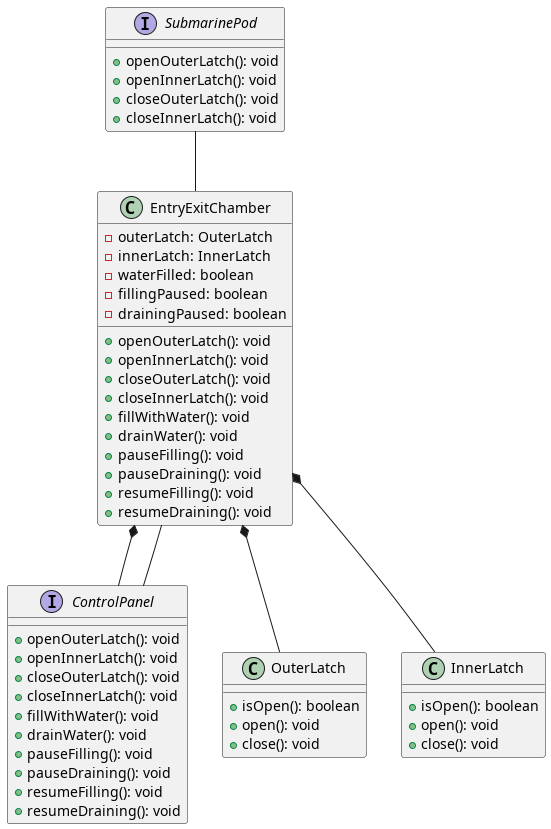 I SubmarinePod
openOuterLatch(): void
openInnerLatch(): void
closeOuterLatch(): void
closeInnerLatch(): void
C EntryExitChamber
outerLatch: OuterLatch
innerLatch: InnerLatch
waterFilled: boolean
fillingPaused: boolean
drainingPaused: boolean
openOuterLatch(): void
openInnerLatch(): void
closeOuterLatch(): void
closeInnerLatch(): void
fillWithWater(): void
drainWater(): void
pauseFilling(): void
pauseDraining(): void
resumeFilling(): void
resumeDraining(): void
I ControlPanel
openOuterLatch(): void
openInnerLatch(): void
closeOuterLatch(): void
closeInnerLatch(): void
fillWithWater(): void
drainWater(): void
pauseFilling(): void
pauseDraining(): void
resumeFilling(): void
resumeDraining(): void
C OuterLatch
isOpen(): boolean
open(): void
close(): void
C InnerLatch
isOpen(): boolean
open(): void
close(): void